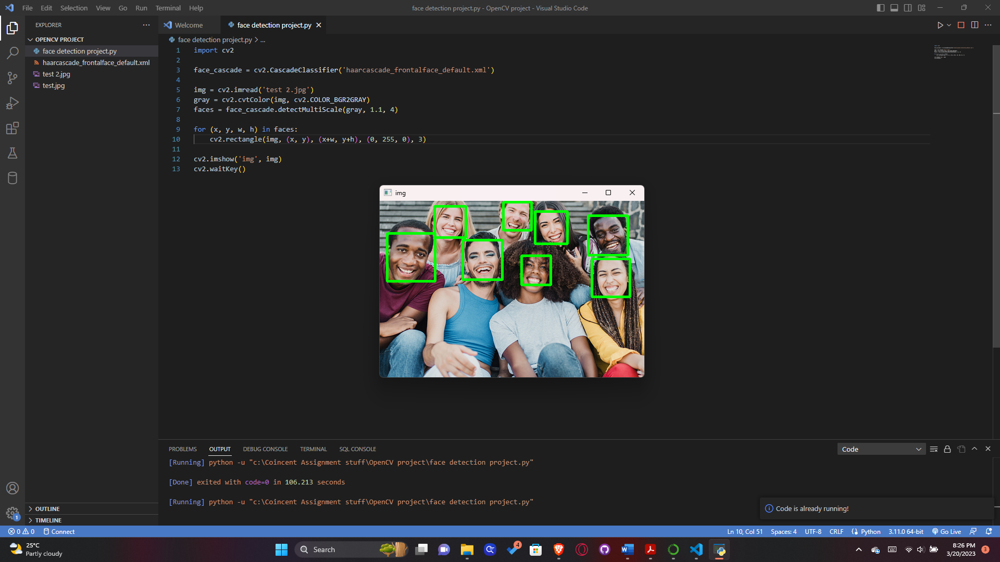 File Edit Selection View Go Run Terminal Help
face detection project.py - OpenCV project - Visual Studio Code
EXPLORER
OPENCV PROJECT
face detection project.py
haarcascade_frontalface_default.xml
test 2.jpg
test.jpg
OUTLINE
TIMELINE
Welcome face detection project.py
face detection project.py > ...
1 import cv2
2
3 face_cascade = cv2.CascadeClassifier('haarcascade_frontalface_default.xml')
4
5 img = cv2.imread('test 2.jpg')
6 gray = cv2.cvtColor(img, cv2.COLOR_BGR2GRAY)
7 faces = face_cascade.detectMultiScale(gray, 1.1, 4)
8
9 for (x, y, w, h) in faces:
10 cv2.rectangle(img, (x, y), (x+w, y+h), (0, 255, 0), 3)
11
12 cv2.imshow('img', img)
13 cv2.waitKey()
img
PROBLEMS OUTPUT DEBUG CONSOLE TERMINAL SQL CONSOLE
Code
[Running] python -u "c:\Coincent Assignment stuff\OpenCV project\face detection project.py"
[Done] exited with code=0 in 106.213 seconds
[Running] python -u "c:\Coincent Assignment stuff\OpenCV project\face detection project.py"
Code is already running!
1
0 0 Connect
Ln 10, Col 51 Spaces: 4 UTF-8 CRLF Python 3.11.0 64-bit Go Live
25°C
Partly cloudy
Search
4
8:26 PM
3/20/2023
3